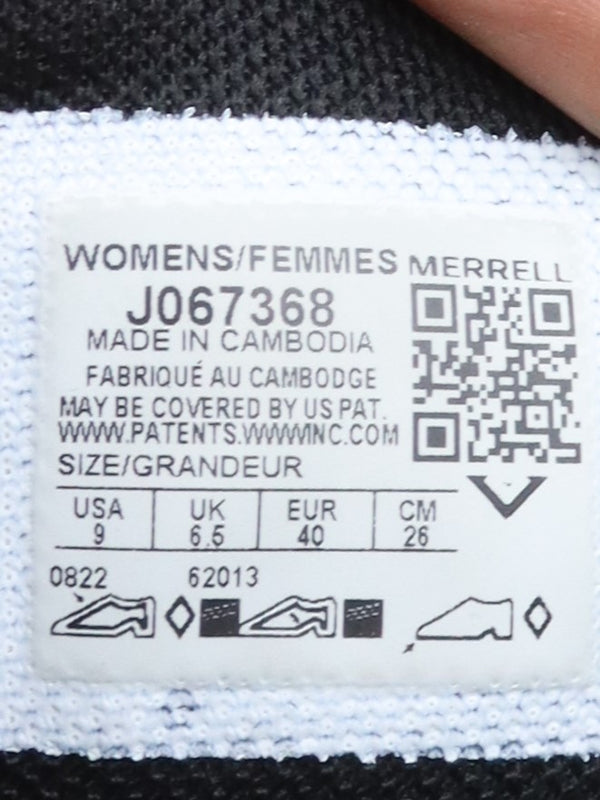 WOMENS/FEMMES MERRELL
J067368
MADE IN CAMBODIA
FABRIQUÉ AU CAMBODGE
MAY BE COVERED BY US PAT.
WWW.PATENTS.WWWINC.COM
SIZE/GRANDEUR
USA UK EUR CM
9 6.5 40 26
0822 62013